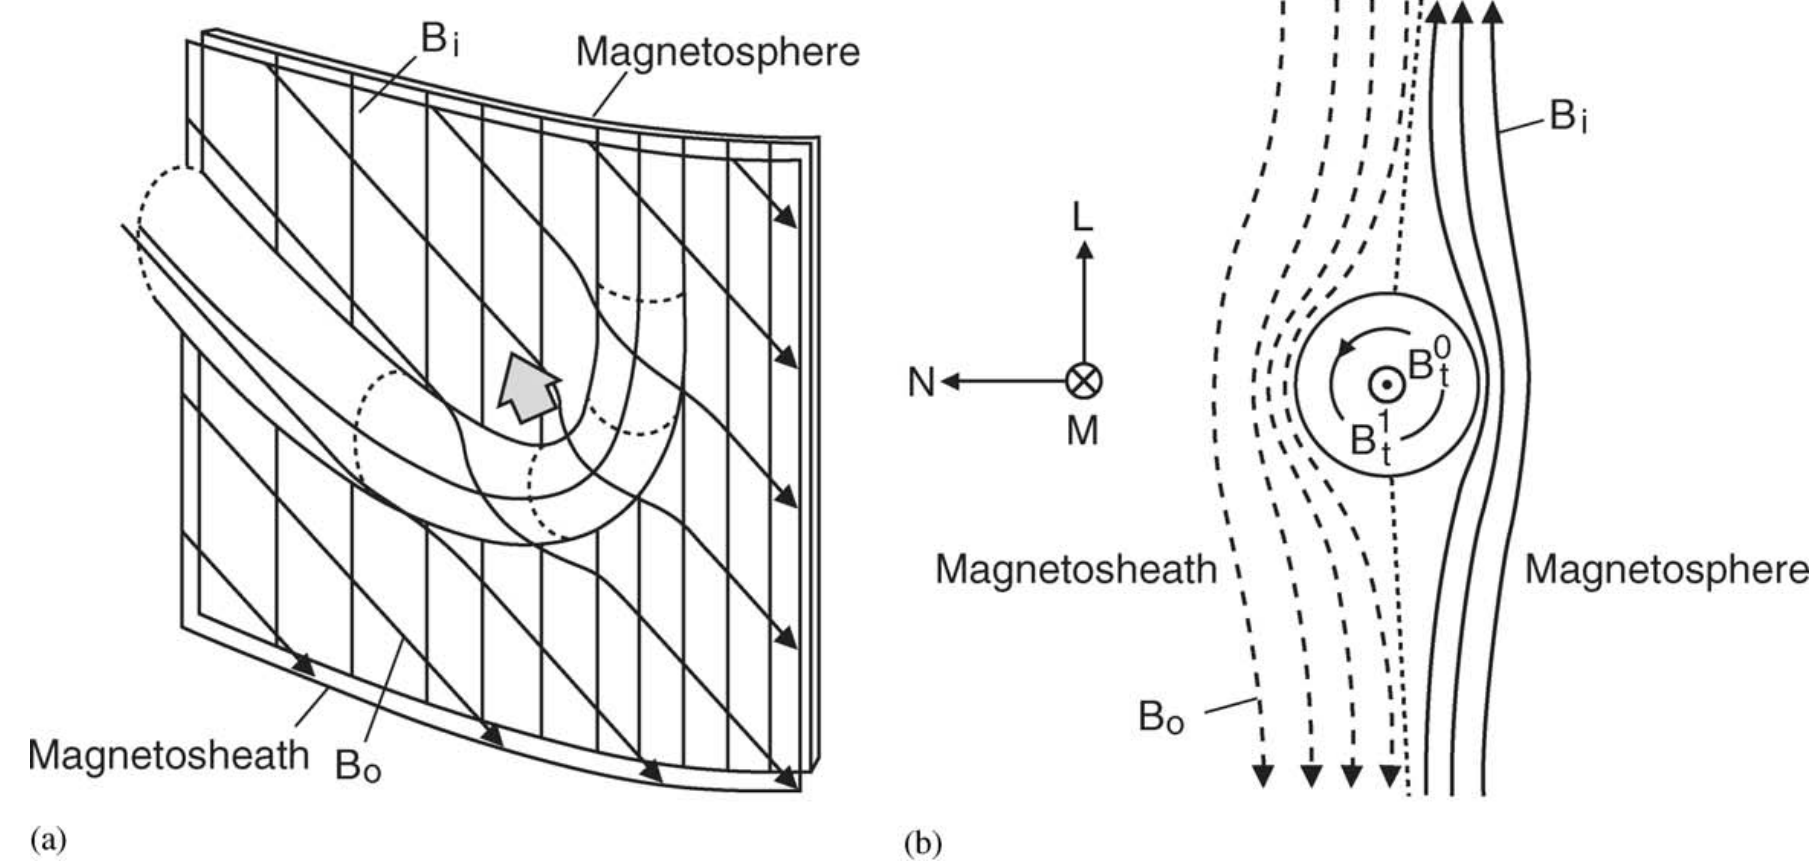 Bi
Magnetosphere
Magnetosheath
Bo
(a)
L
N
M
Bi
B0t
B1t
Magnetosheath
Magnetosphere
Bo
(b)